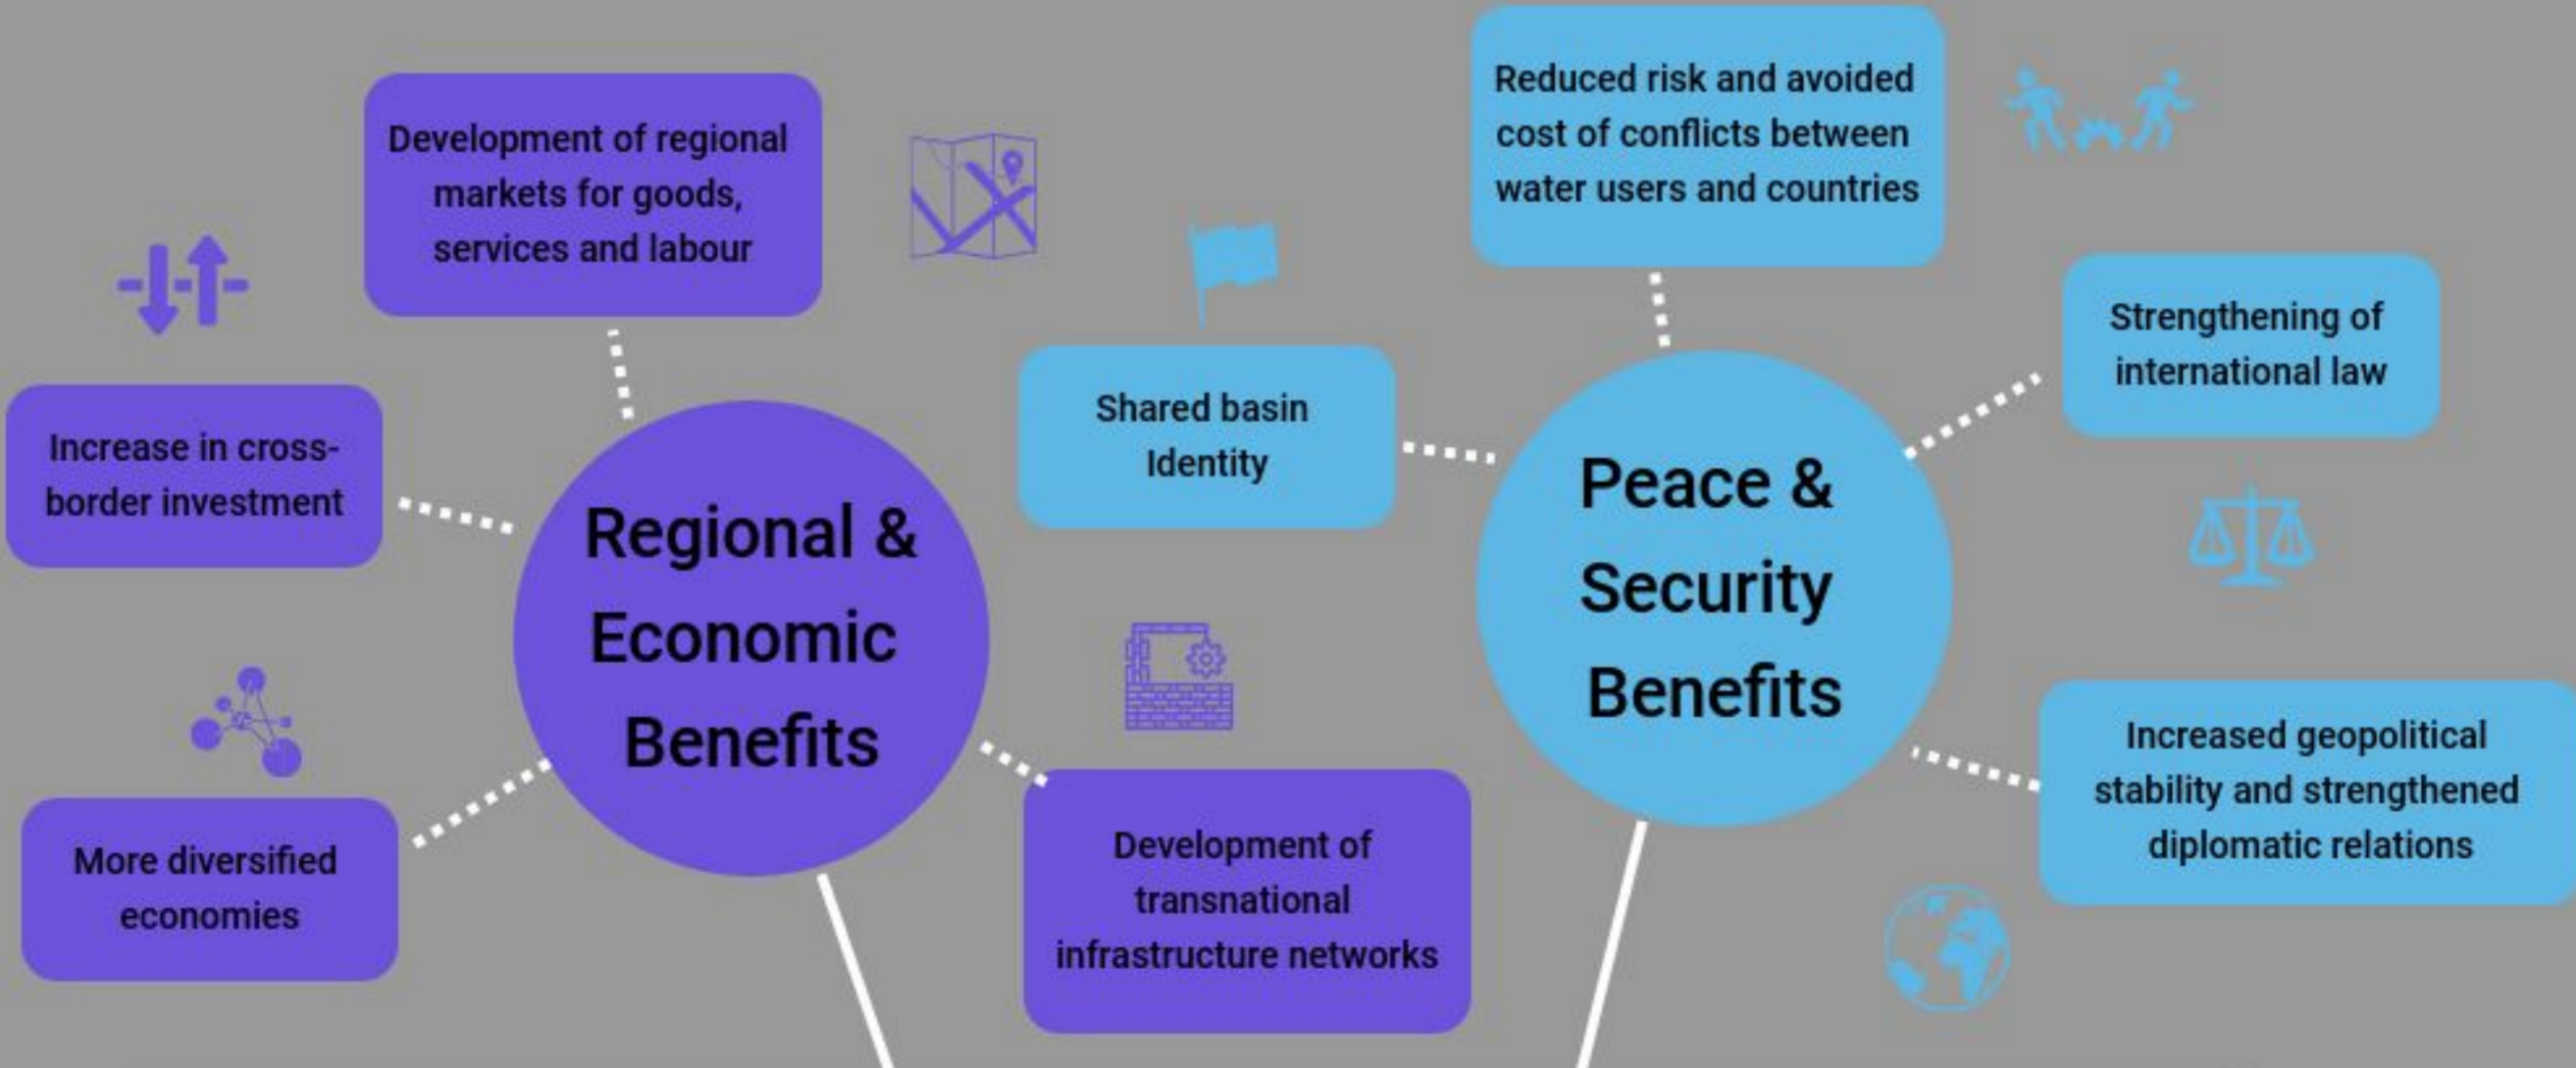 Development of regional
markets for goods,
services and labour
Increase in cross-
border investment
Regional &
Economic
Benefits
More diversified
economies
Development of
transnational
infrastructure networks
Reduced risk and avoided
cost of conflicts between
water users and countries
Shared basin
Identity
Peace &
Security
Benefits
Strengthening of
international law
Increased geopolitical
stability and strengthened
diplomatic relations